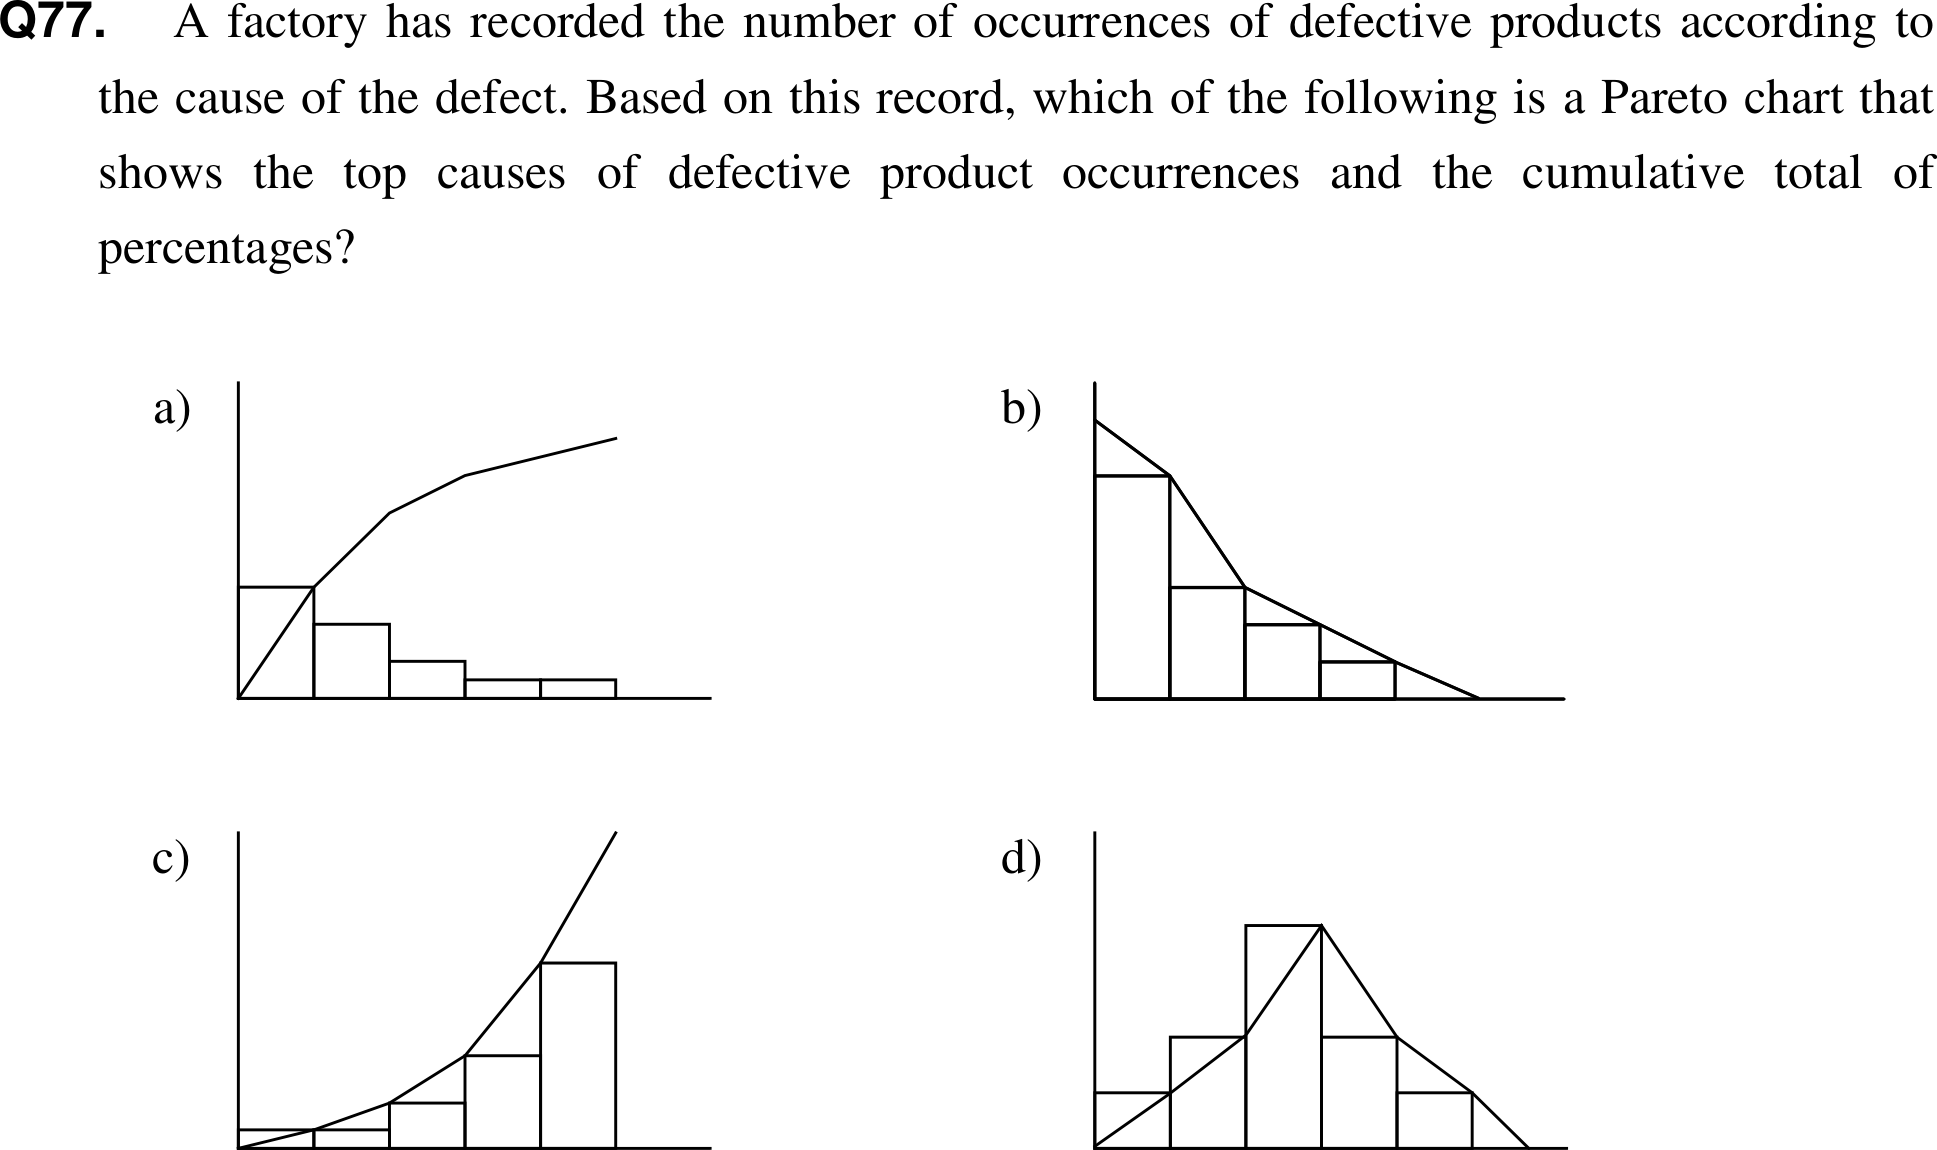 Q77. A factory has recorded the number of occurrences of defective products according to
the cause of the defect. Based on this record, which of the following is a Pareto chart that
shows the top causes of defective product occurrences and the cumulative total of
percentages?
a)
b)
c)
d)